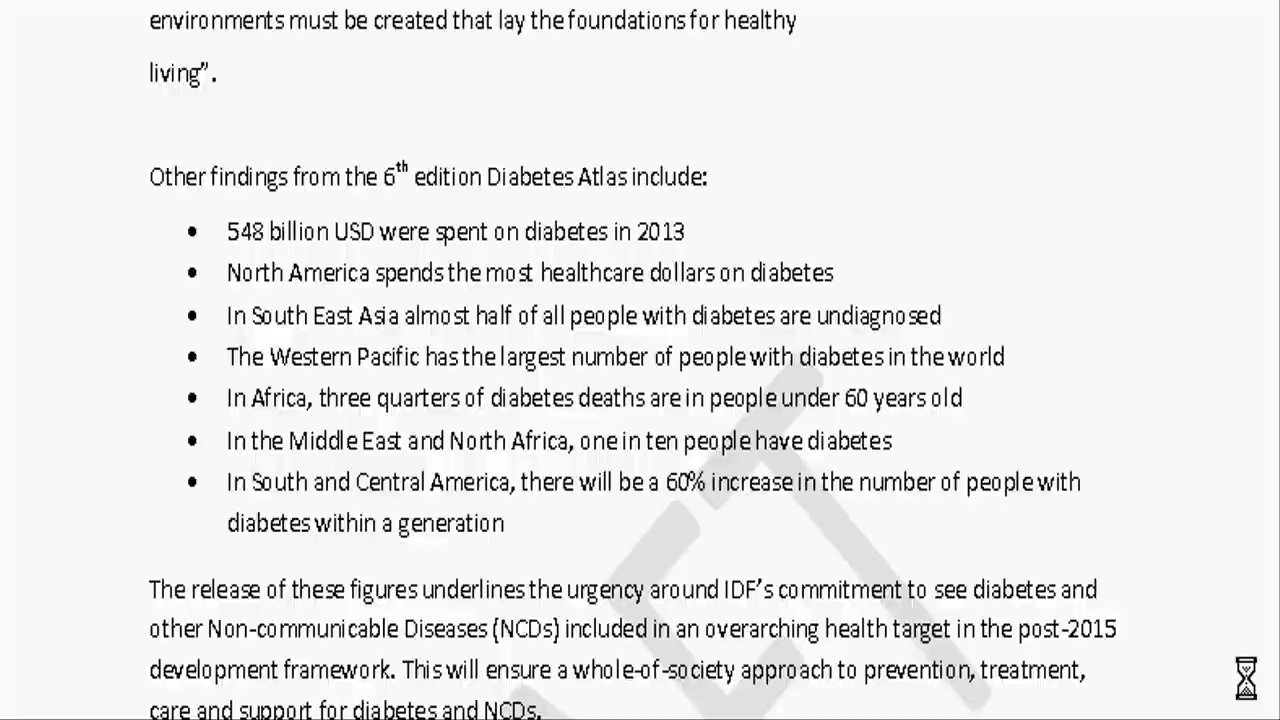 environments must be created that lay the foundations for healthy
living”.
Other findings from the 6th edition Diabetes Atlas include:
• 548 billion USD were spent on diabetes in 2013
• North America spends the most healthcare dollars on diabetes
• In South East Asia almost half of all people with diabetes are undiagnosed
• The Western Pacific has the largest number of people with diabetes in the world
• In Africa, three quarters of diabetes deaths are in people under 60 years old
• In the Middle East and North Africa, one in ten people have diabetes
• In South and Central America, there will be a 60% increase in the number of people with
diabetes within a generation
The release of these figures underlines the urgency around IDF’s commitment to see diabetes and
other Non-communicable Diseases (NCDs) included in an overarching health target in the post-2015
development framework. This will ensure a whole-of-society approach to prevention, treatment,
care and support for diabetes and NCDs.